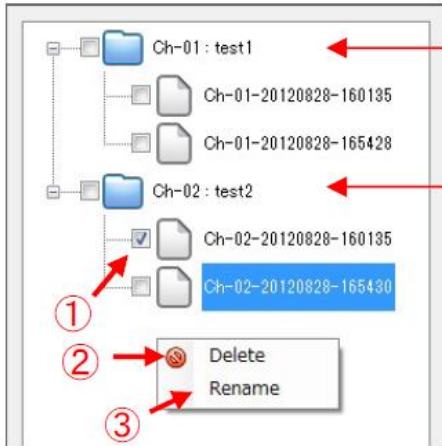 Ch-01 : test1
Ch-01-20120828-160135
Ch-01-20120828-165428
Ch-02 : test2
Ch-02-20120828-160135
Ch-02-20120828-165430
①
② Delete
Rename
③